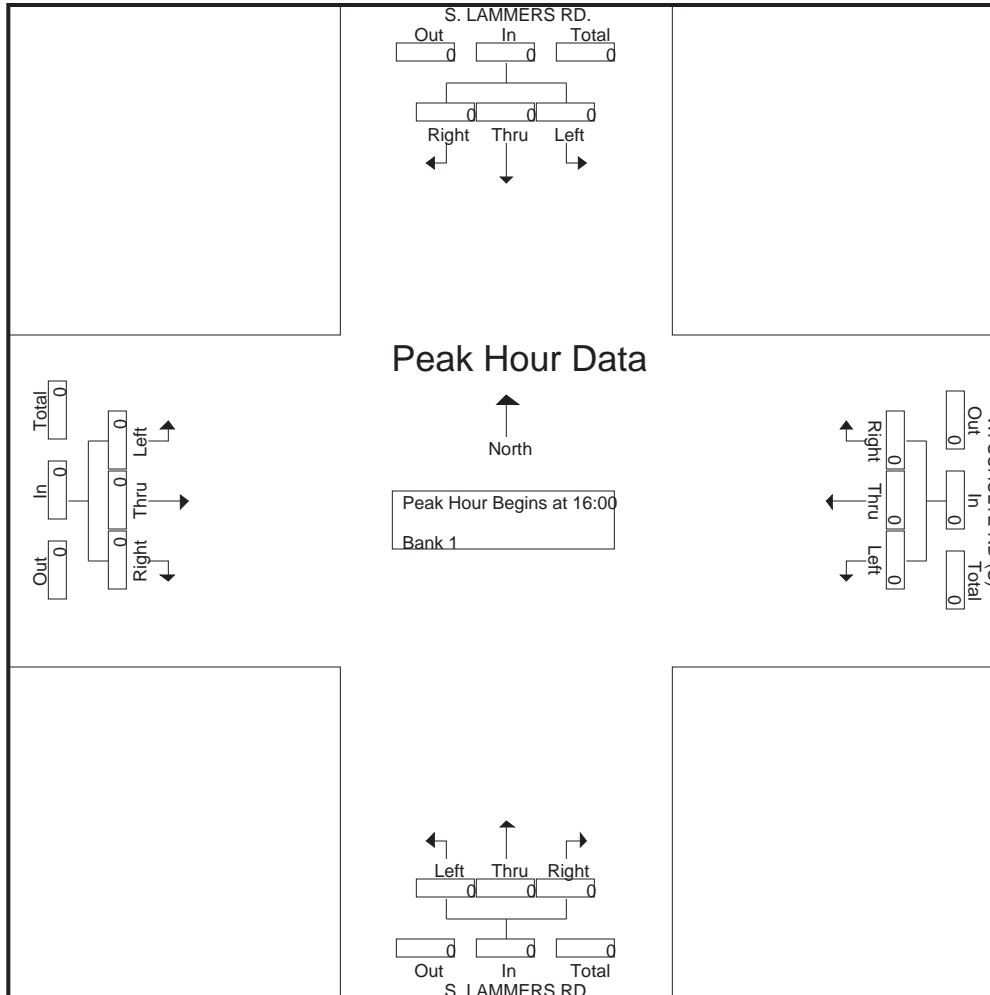 S. LAMMERS RD.
Out In Total
0 0 0
0 0 0
Right Thru Left
Peak Hour Data
North
Peak Hour Begins at 16:00
Bank 1
Total In Out
0 0 0
0 0 0
Left Thru Right
Right Thru Left
0 0 0
0 0 0
Out In Total
Left Thru Right
0 0 0
0 0 0
Out In Total
S. LAMMERS RD.